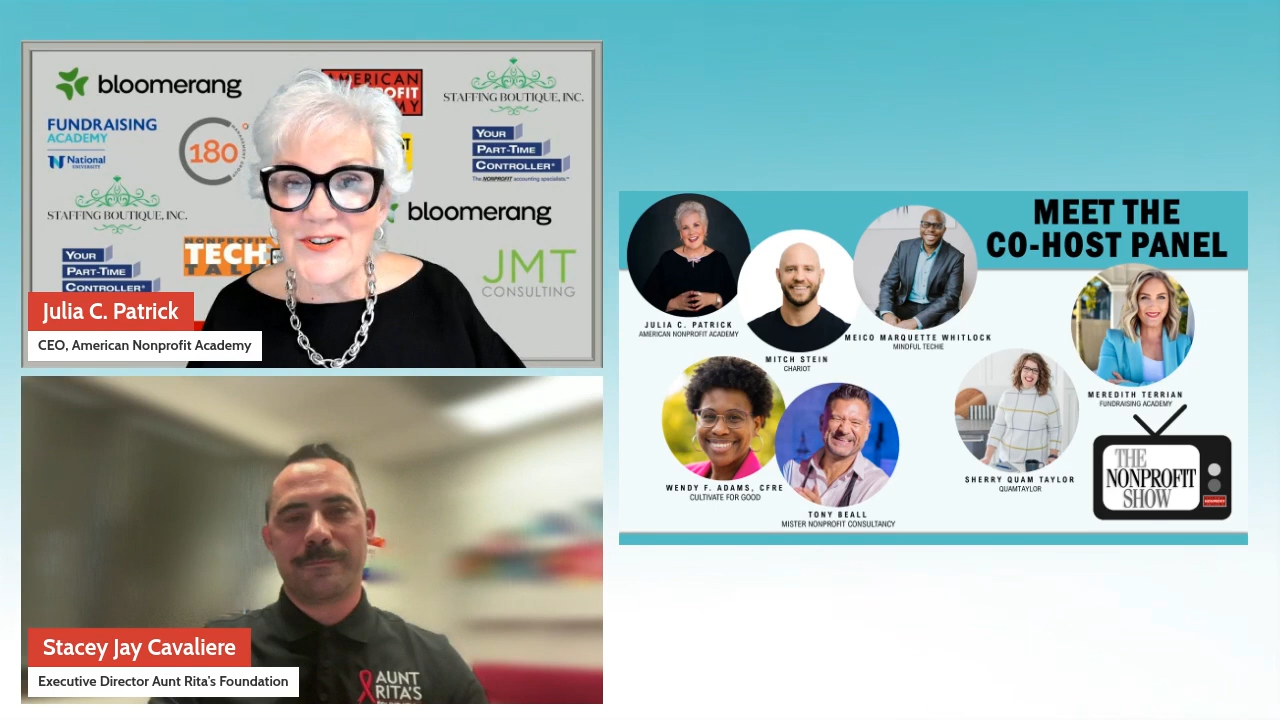 bloomerang
AMERICAN
STAFFING BOUTIQUE, INC.
FUNDRAISING
ACADEMY
National
UNIVERSITY
180°
YOUR
PART-TIME
CONTROLLER
The NONPROFIT accounting specialists.™
STAFFING BOUTIQUE, INC.
bloomerang
YOUR
PART-TIME
CONTROLLER
NONPROFIT
TECH
TALK
JMT
CONSULTING
Julia C. Patrick
CEO, American Nonprofit Academy
AUNT
RITA'S
Stacey Jay Cavaliere
Executive Director Aunt Rita's Foundation
MEET THE
CO-HOST PANEL
JULIA C. PATRICK
AMERICAN NONPROFIT ACADEMY
MITCH STEIN
CHARIOT
MEICO MARQUETTE WHITLOCK
MINDFUL TECHIE
MEREDITH TERRIAN
FUNDRAISING ACADEMY
WENDY F. ADAMS, CFRE
CULTIVATE FOR GOOD
TONY BEALL
MISTER NONPROFIT CONSULTANCY
SHERRY QUAM TAYLOR
QUAMTAYLOR
THE
NONPROFIT
SHOW